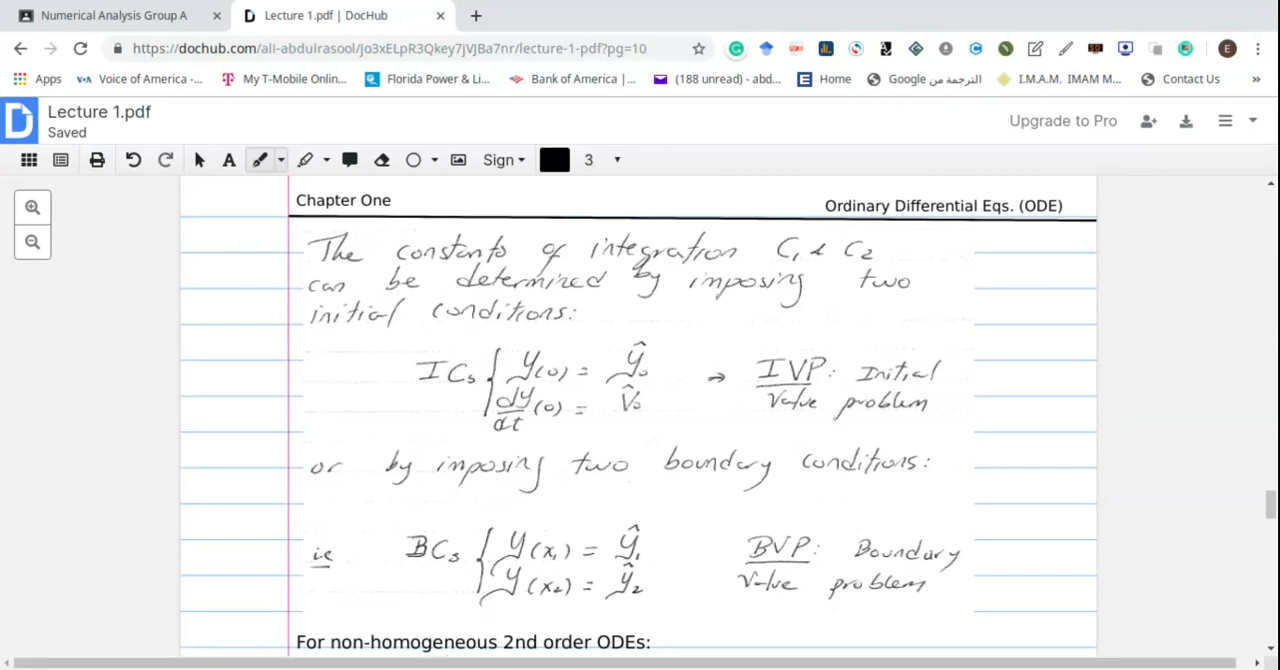 Numerical Analysis Group A
Lecture 1.pdf | DocHub
https://dochub.com/ali-abdulrasool/jo3xELpR3Qkey7jVJBa7nr/lecture-1-pdf?pg=10
E
Apps
VOA Voice of America -...
My T-Mobile Onlin...
Florida Power & Li...
Bank of America |...
(188 unread) - abd...
E Home
Google الترجمة من
I.M.A.M. IMAM M...
Contact Us
»
Lecture 1.pdf
Saved
Upgrade to Pro
A
Sign
3
Chapter One
Ordinary Differential Eqs. (ODE)
The constants of integration C₁ & C₂
can be determined by imposing two
initial conditions:
ICs { y(0) = ŷ₀ → IVP: Initial
dy/dt (0) = V̂₀ Value problem
or by imposing two boundary conditions:
ie BCs { y(x₁) = ŷ₁ BVP: Boundary
y(x₂) = ŷ₂ Value problem
For non-homogeneous 2nd order ODEs: